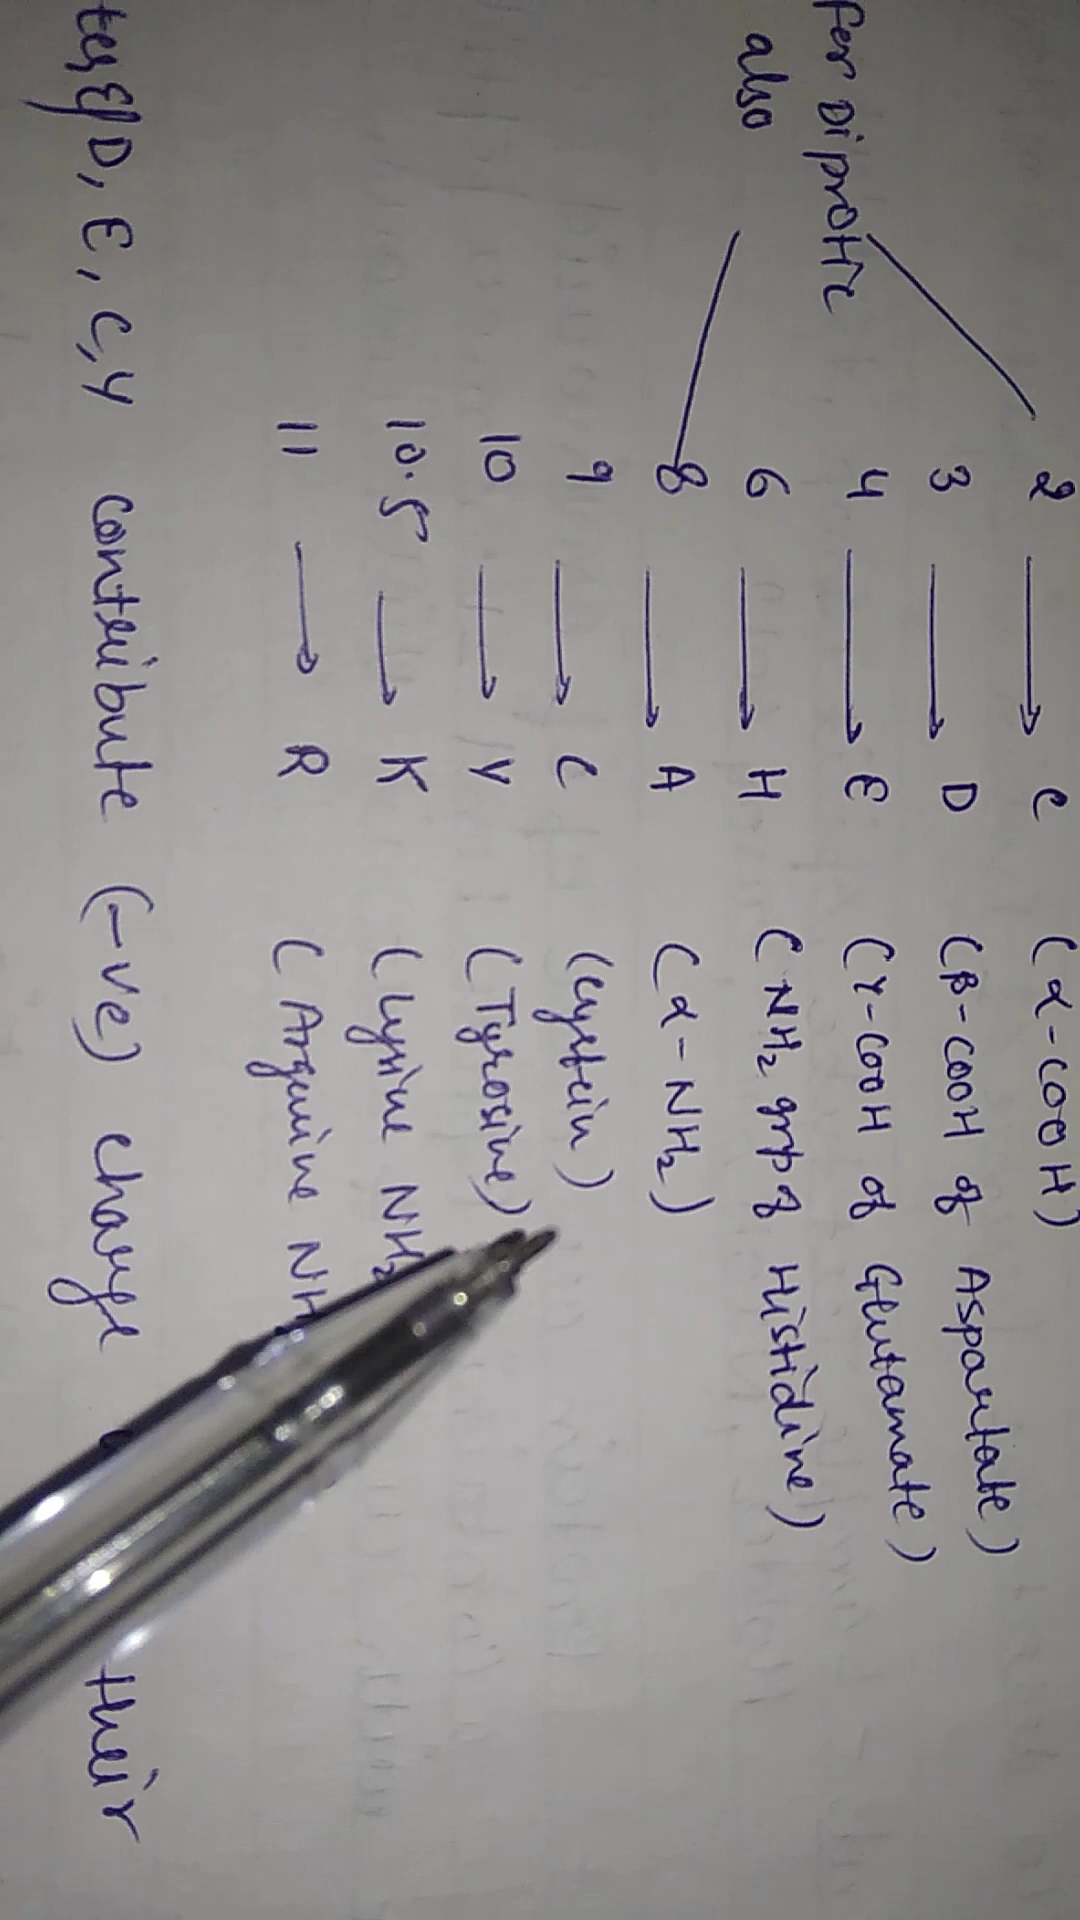 2 → C (α-COOH)
3 → D (β-COOH of Aspartate)
4 → E (γ-COOH of Glutamate)
For Diprotic also
6 → H (NH₂ grp of Histidine)
8 → A (α-NH₂)
9 → C (Cystein)
10 → Y (Tyrosine)
10.5 → K (Lysine NH₂
11 → R (Arginine NH
D, E, C, Y contribute (-ve) charge their